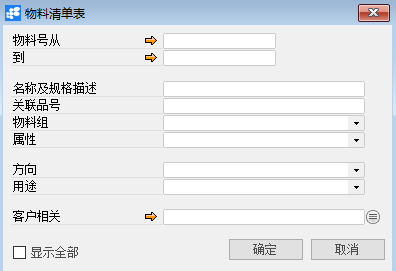 物料清单表
物料号从
到
名称及规格描述
关联品号
物料组
属性
方向
用途
客户相关
显示全部
确定
取消